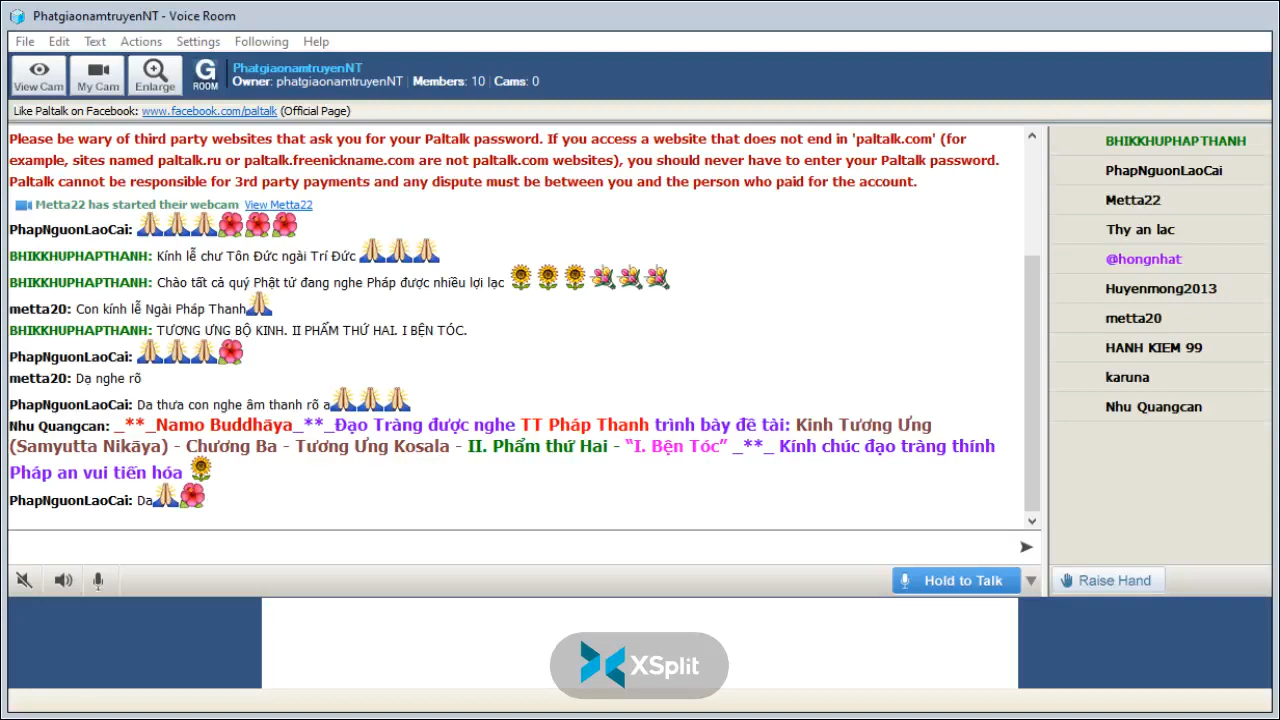 PhatgiaonamtruyenNT - Voice Room
File Edit Text Actions Settings Following Help
View Cam My Cam Enlarge G ROOM
PhatgiaonamtruyenNT
Owner: phatgiaonamtruyenNT Members: 10 Cams: 0
Like Paltalk on Facebook: www.facebook.com/paltalk (Official Page)
Please be wary of third party websites that ask you for your Paltalk password. If you access a website that does not end in 'paltalk.com' (for
example, sites named paltalk.ru or paltalk.freenickname.com are not paltalk.com websites), you should never have to enter your Paltalk password.
Paltalk cannot be responsible for 3rd party payments and any dispute must be between you and the person who paid for the account.
Metta22 has started their webcam View Metta22
PhapNguonLaoCai:
BHIKKHUPHAPTHANH: Kính lễ chư Tôn Đức ngài Trí Đức
BHIKKHUPHAPTHANH: Chào tất cả quý Phật tử đang nghe Pháp được nhiều lợi lạc
metta20: Con kính lễ Ngài Pháp Thanh
BHIKKHUPHAPTHANH: TƯƠNG ƯNG BỘ KINH. II PHẨM THỨ HAI. I BỆN TÓC.
PhapNguonLaoCai:
metta20: Dạ nghe rõ
PhapNguonLaoCai: Da thưa con nghe âm thanh rõ a
Nhu Quangcan: _**_Namo Buddhāya_**_Đạo Tràng được nghe TT Pháp Thanh trình bày đề tài: Kinh Tương Ưng
(Samyutta Nikāya) - Chương Ba - Tương Ưng Kosala - II. Phẩm thứ Hai - “I. Bện Tóc” _**_ Kính chúc đạo tràng thính
Pháp an vui tiến hóa
PhapNguonLaoCai: Da
BHIKKHUPHAPTHANH
PhapNguonLaoCai
Metta22
Thy an lac
@hongnhat
Huyenmong2013
metta20
HANH KIEM 99
karuna
Nhu Quangcan
Hold to Talk
Raise Hand
XSplit